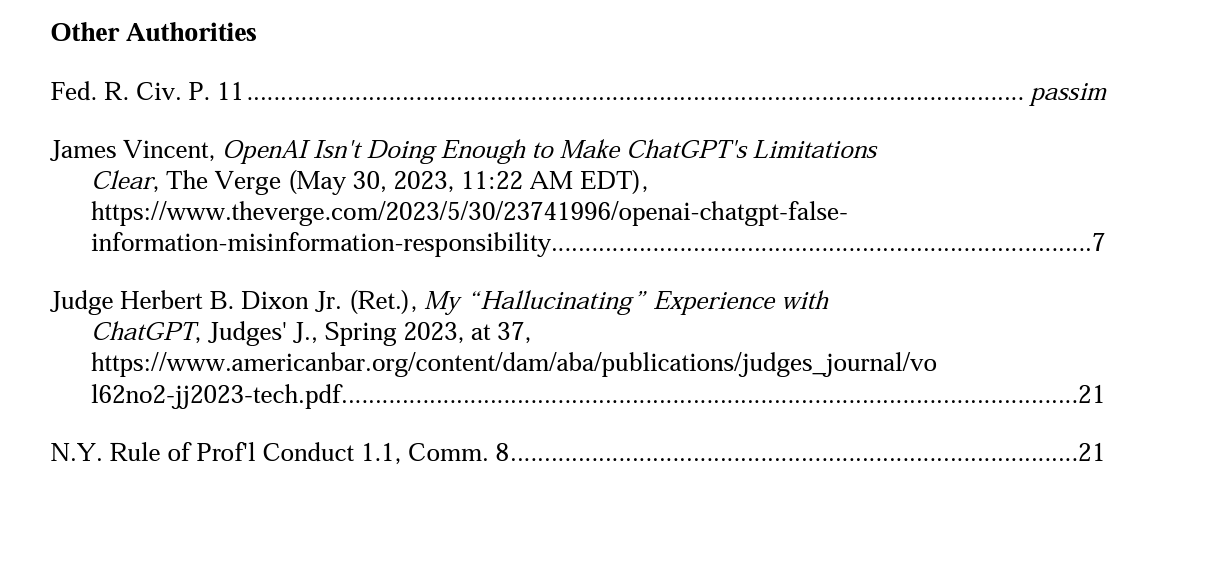 Other Authorities
Fed. R. Civ. P. 11.................................................................................................................... passim
James Vincent, OpenAI Isn't Doing Enough to Make ChatGPT's Limitations
Clear, The Verge (May 30, 2023, 11:22 AM EDT),
https://www.theverge.com/2023/5/30/23741996/openai-chatgpt-false-
information-misinformation-responsibility................................................................................7
Judge Herbert B. Dixon Jr. (Ret.), My “Hallucinating” Experience with
ChatGPT, Judges' J., Spring 2023, at 37,
https://www.americanbar.org/content/dam/aba/publications/judges_journal/vo
l62no2-jj2023-tech.pdf..............................................................................................................21
N.Y. Rule of Prof'l Conduct 1.1, Comm. 8.....................................................................................21